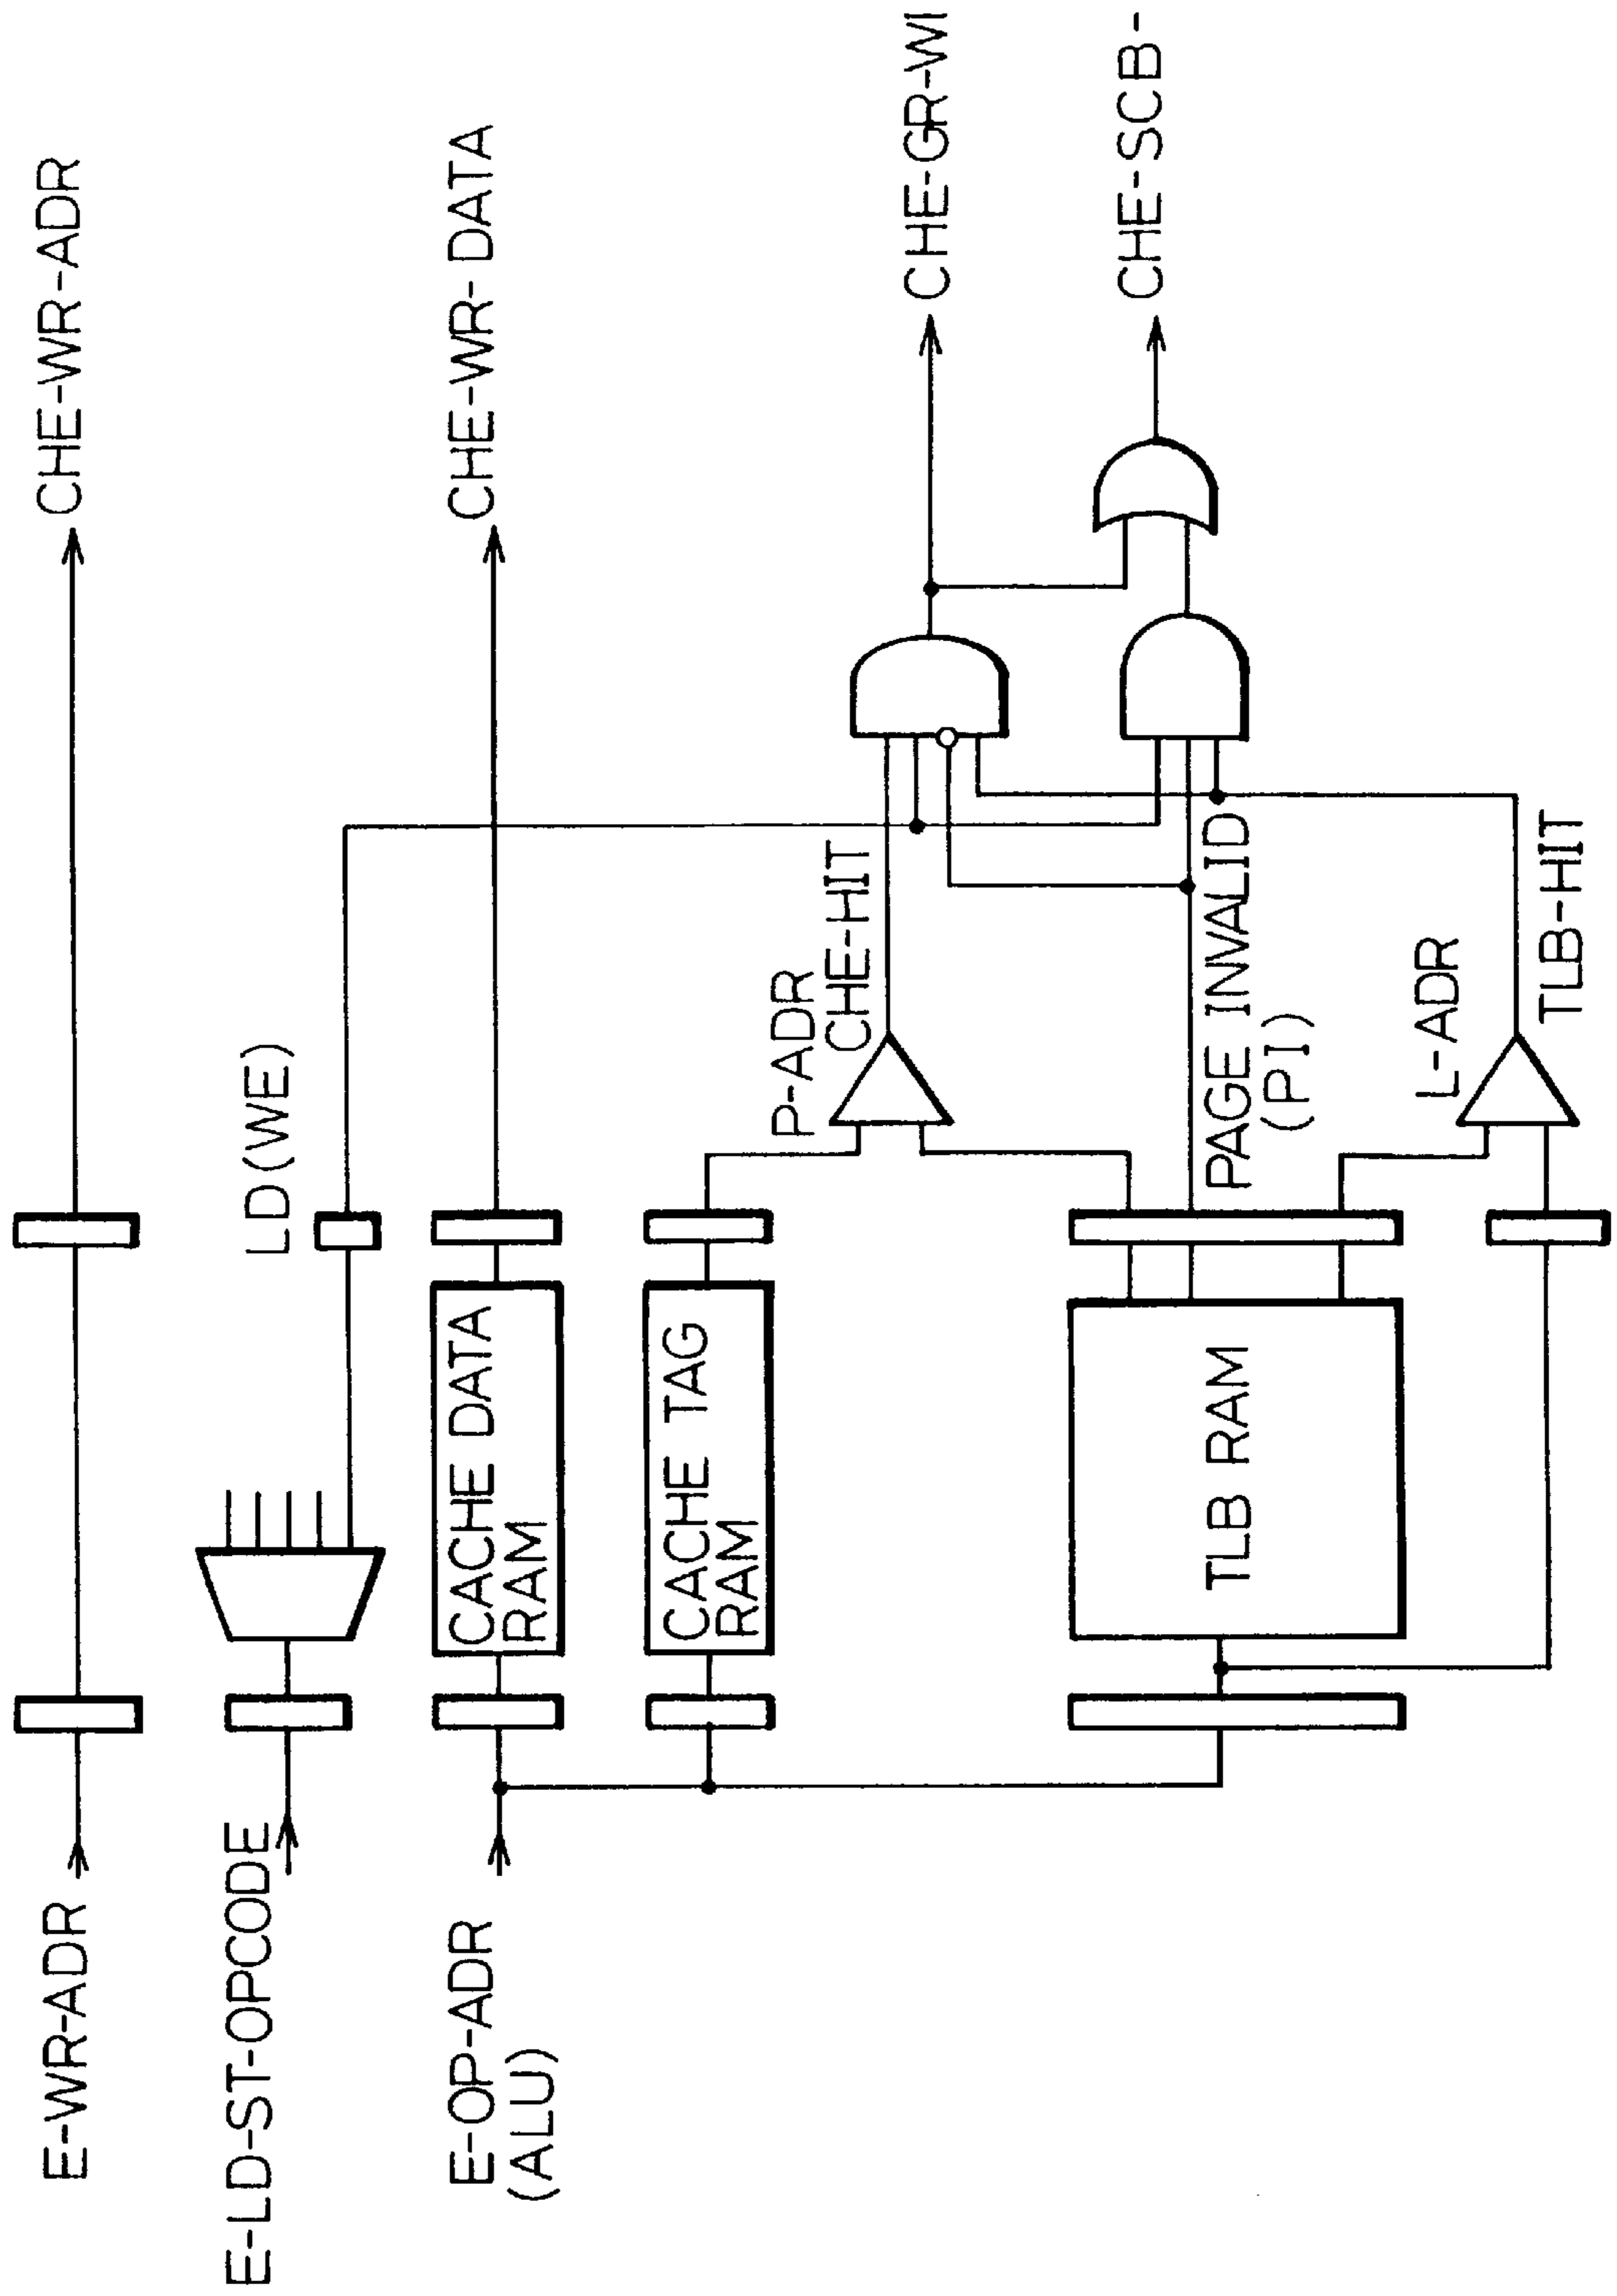 E-WR-ADR
CHE-WR-ADR
E-LD-ST-OPCODE
LD(WE)
E-OP-ADR
(ALU)
CACHE DATA
RAM
CHE-WR-DATA
CACHE TAG
RAM
P-ADR
CHE-HIT
CHE-GR-WI
TLB RAM
PAGE INVALID
(PI)
CHE-SCB-
L-ADR
TLB-HIT